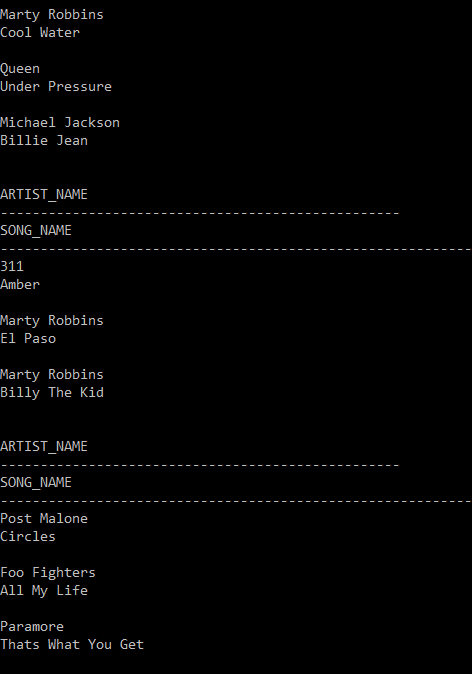 Marty Robbins
Cool Water
Queen
Under Pressure
Michael Jackson
Billie Jean
ARTIST_NAME
--------------------------------------------------
SONG_NAME
-----------------------------------------------------------
311
Amber
Marty Robbins
El Paso
Marty Robbins
Billy The Kid
ARTIST_NAME
--------------------------------------------------
SONG_NAME
-----------------------------------------------------------
Post Malone
Circles
Foo Fighters
All My Life
Paramore
Thats What You Get